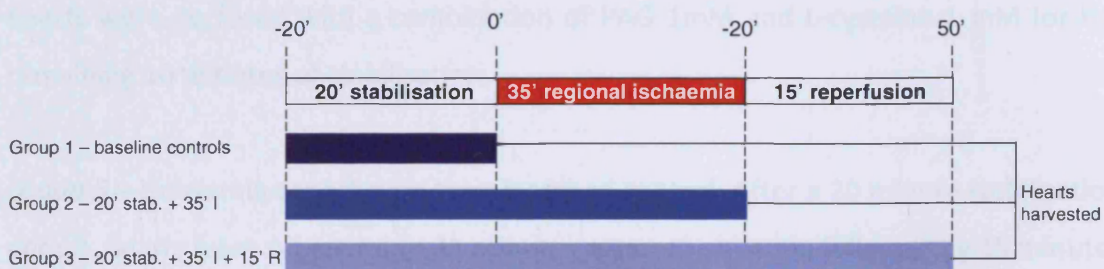 -20' 0' -20' 50'
20' stabilisation 35' regional ischaemia 15' reperfusion
Group 1 – baseline controls
Group 2 – 20' stab. + 35' I
Hearts
harvested
Group 3 – 20' stab. + 35' I + 15' R